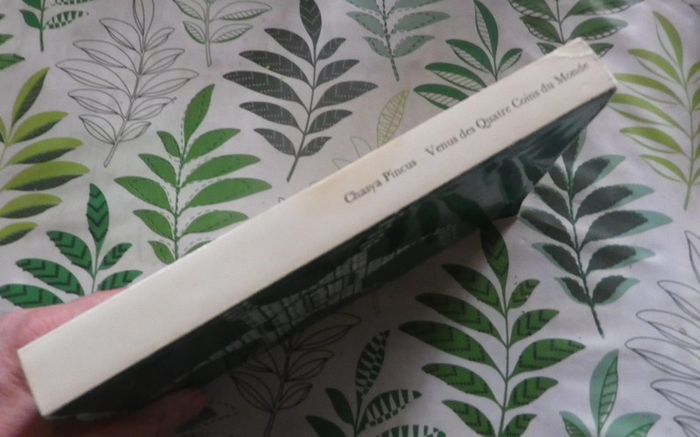 Chasya Pincus Venus des Quatre Coins du Monde